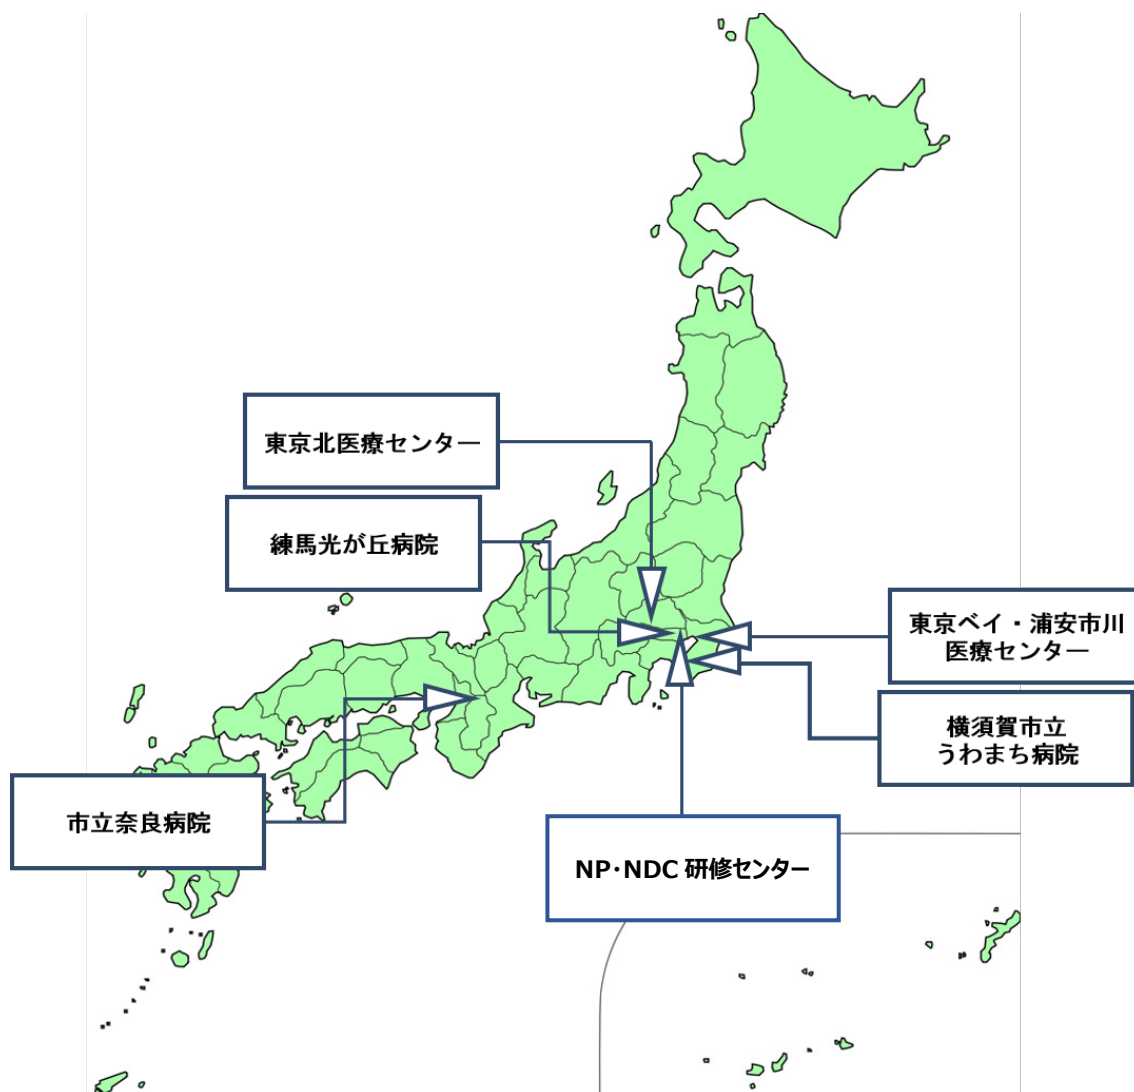 東京北医療センター
練馬光が丘病院
東京ベイ・浦安市川
医療センター
横須賀市立
うわまち病院
市立奈良病院
NP・NDC 研修センター